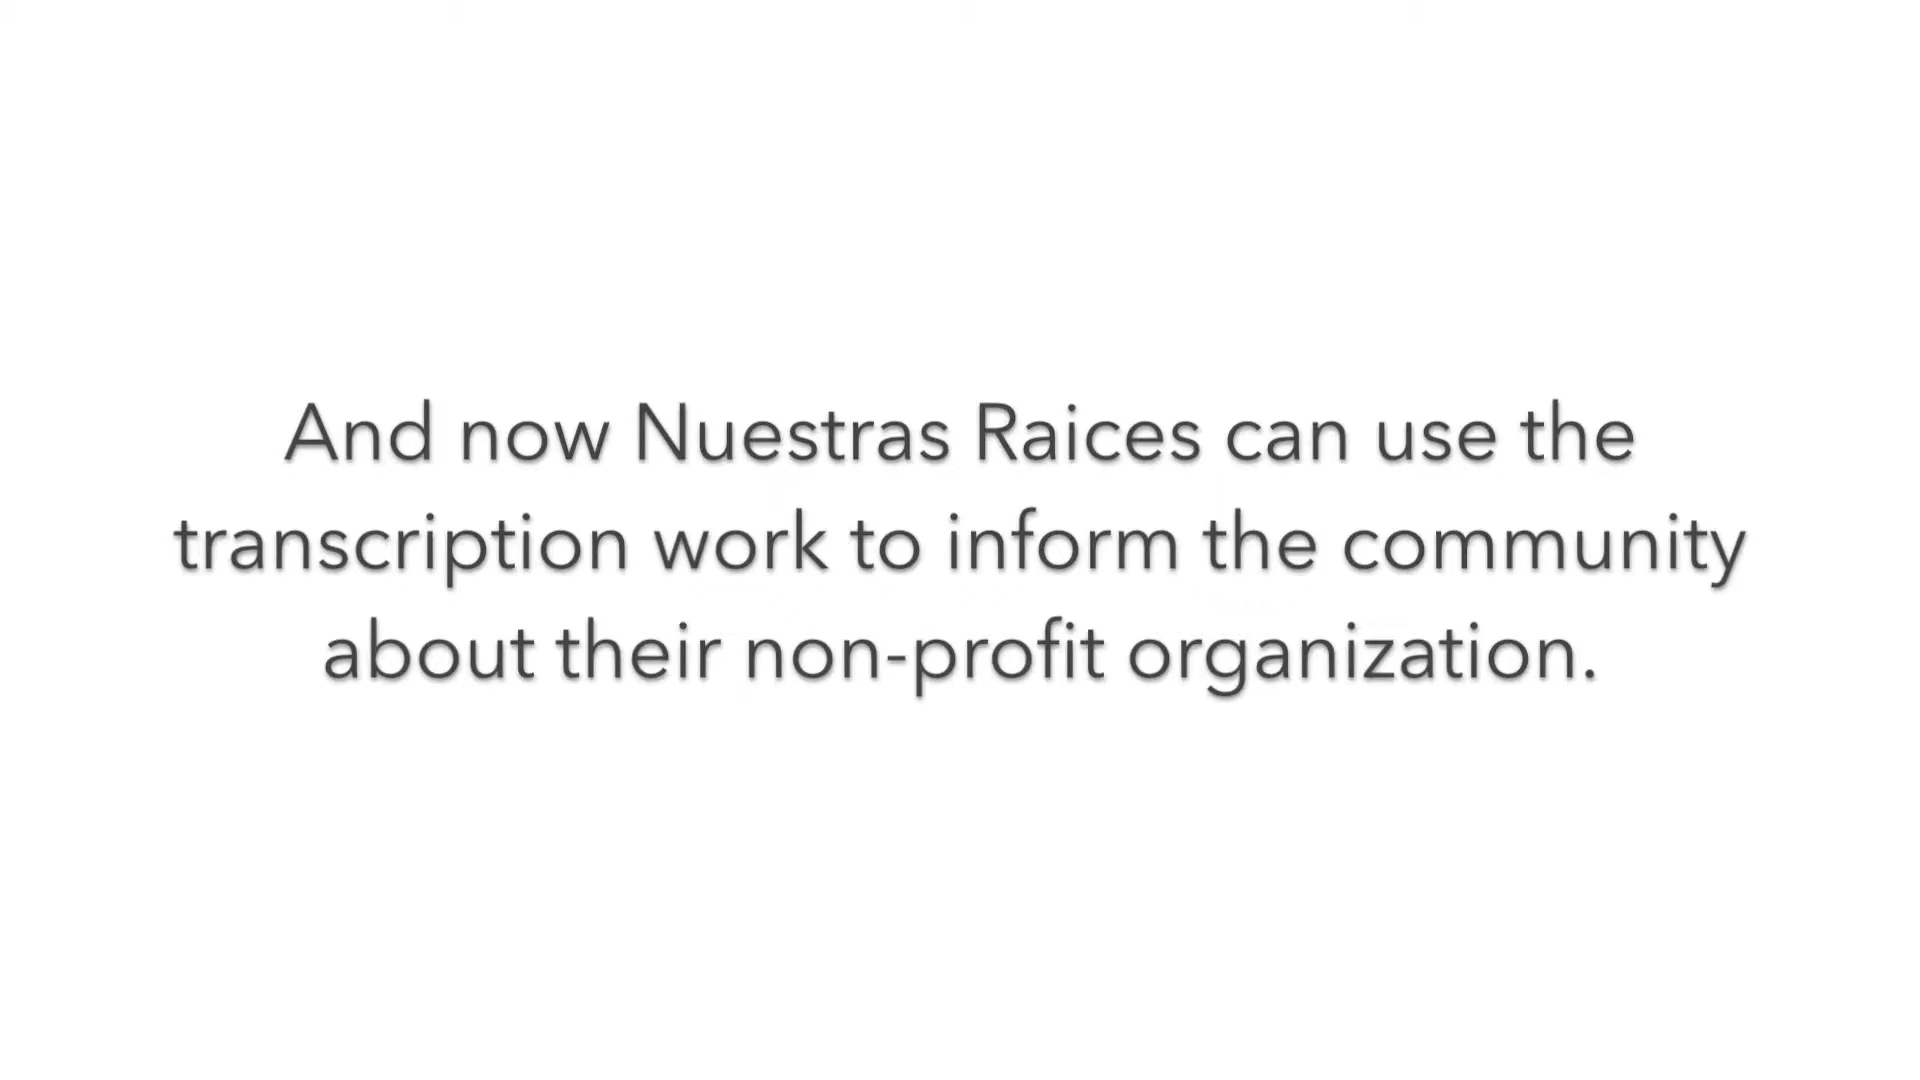 And now Nuestras Raices can use the
transcription work to inform the community
about their non-profit organization.